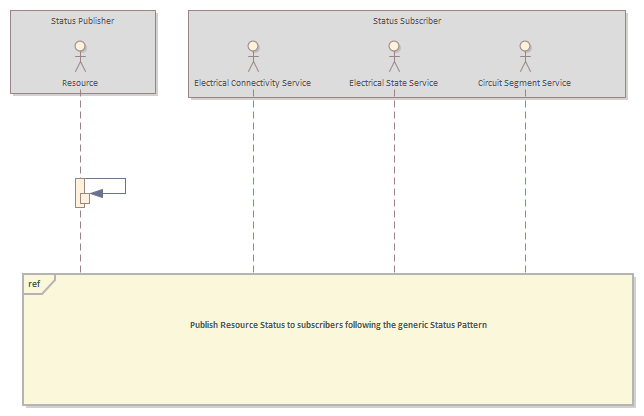 Status Publisher
Status Subscriber
Resource
Electrical Connectivity Service
Electrical State Service
Circuit Segment Service
ref
Publish Resource Status to subscribers following the generic Status Pattern